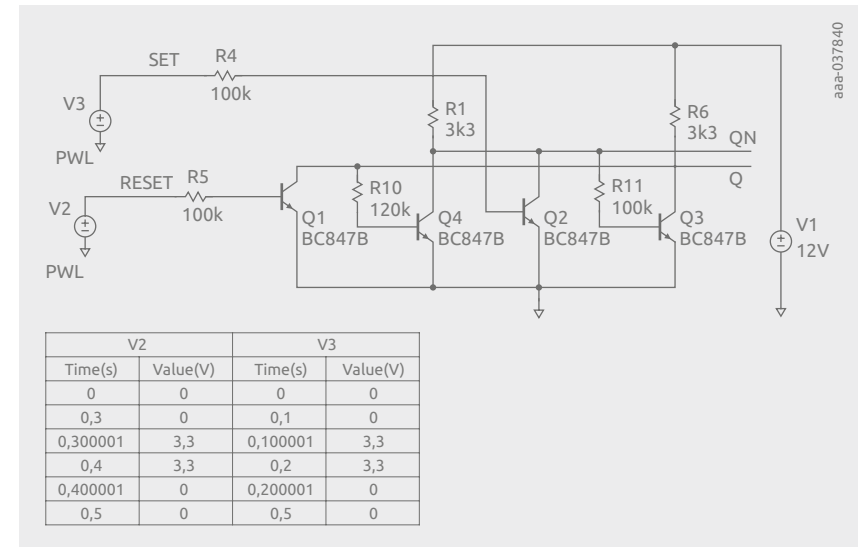 aaa-037840
SET
R4
100k
V3
PWL
R1
3k3
R6
3k3
QN
Q
RESET
R5
100k
V2
PWL
Q1
BC847B
R10
120k
Q4
BC847B
Q2
BC847B
R11
100k
Q3
BC847B
V1
12V
V2 V3
Time(s) Value(V) Time(s) Value(V)
0 0 0 0
0,3 0 0,1 0
0,300001 3,3 0,100001 3,3
0,4 3,3 0,2 3,3
0,400001 0 0,200001 0
0,5 0 0,5 0